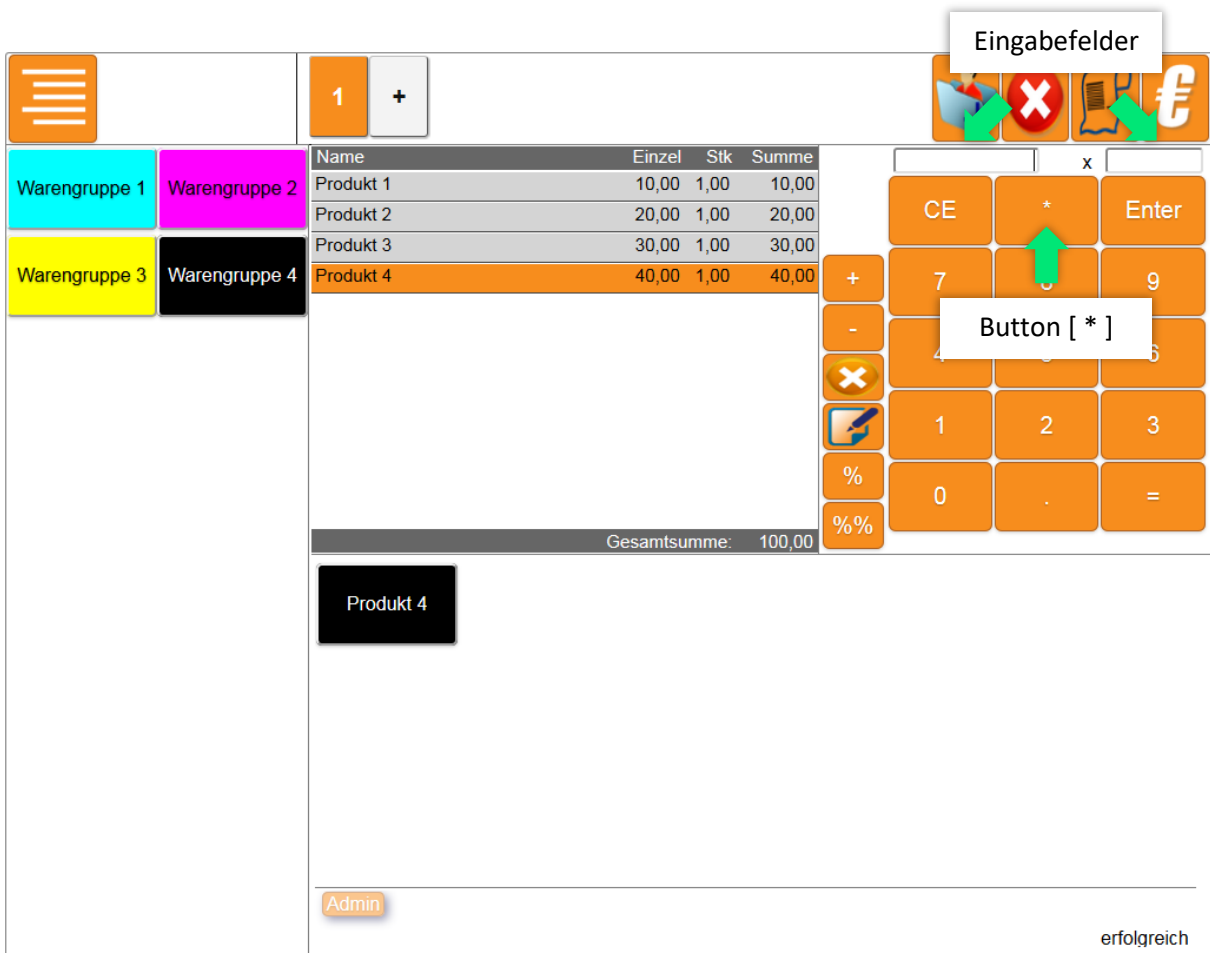 Eingabefelder
1 +
€
Name Einzel Stk Summe
Warengruppe 1 Warengruppe 2
Produkt 1 10,00 1,00 10,00
Produkt 2 20,00 1,00 20,00
Produkt 3 30,00 1,00 30,00
Warengruppe 3 Warengruppe 4
Produkt 4 40,00 1,00 40,00
x
CE * Enter
+ 7 8 9
Button [ * ]
- 4 5 6
1 2 3
%
0 . =
%%
Gesamtsumme: 100,00
Produkt 4
Admin
erfolgreich